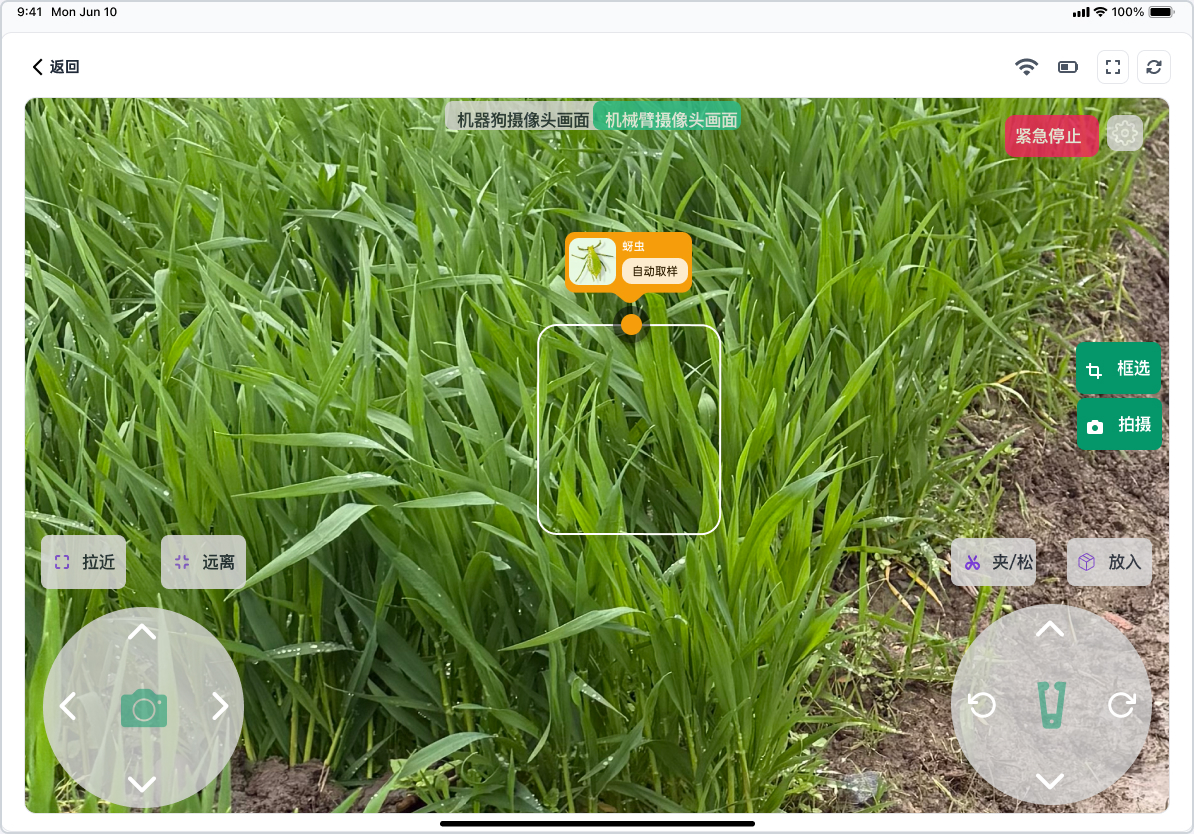 9:41 Mon Jun 10
100%
返回
机器狗摄像头画面
机械臂摄像头画面
紧急停止
蚜虫
自动取样
框选
拍摄
拉近
远离
夹/松
放入